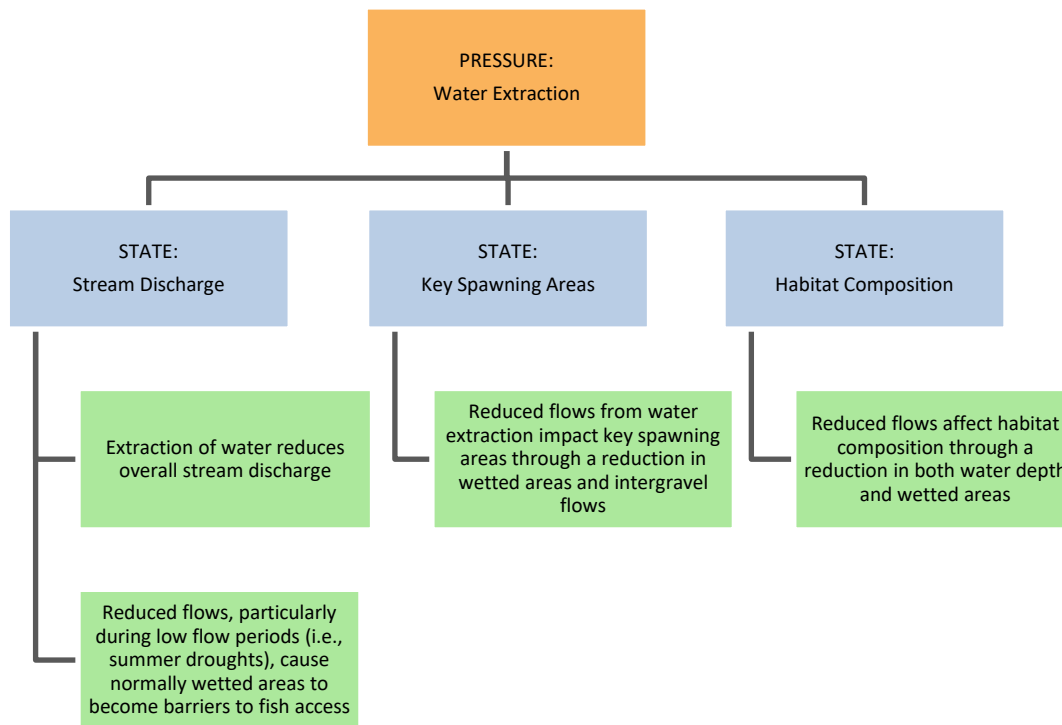 PRESSURE:
Water Extraction
STATE:
Stream Discharge
STATE:
Key Spawning Areas
STATE:
Habitat Composition
Extraction of water reduces
overall stream discharge
Reduced flows from water
extraction impact key spawning
areas through a reduction in
wetted areas and intergravel
flows
Reduced flows affect habitat
composition through a
reduction in both water depth
and wetted areas
Reduced flows, particularly
during low flow periods (i.e.,
summer droughts), cause
normally wetted areas to
become barriers to fish access